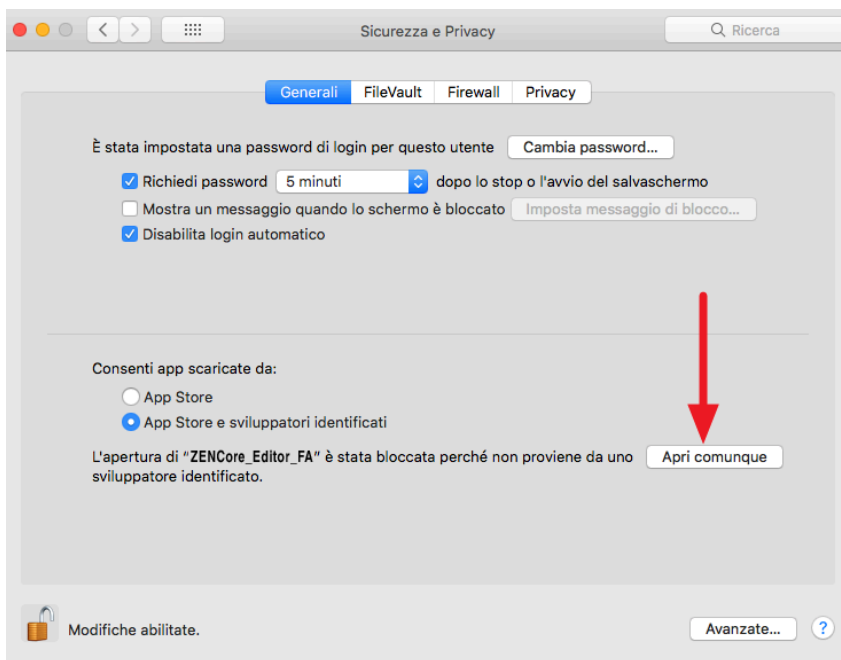 Sicurezza e Privacy
Ricerca
Generali FileVault Firewall Privacy
È stata impostata una password di login per questo utente Cambia password...
Richiedi password 5 minuti dopo lo stop o l'avvio del salvaschermo
Mostra un messaggio quando lo schermo è bloccato Imposta messaggio di blocco...
Disabilita login automatico
Consenti app scaricate da:
App Store
App Store e sviluppatori identificati
L'apertura di “ZENCore_Editor_FA” è stata bloccata perché non proviene da uno Apri comunque
sviluppatore identificato.
Modifiche abilitate.
Avanzate... ?